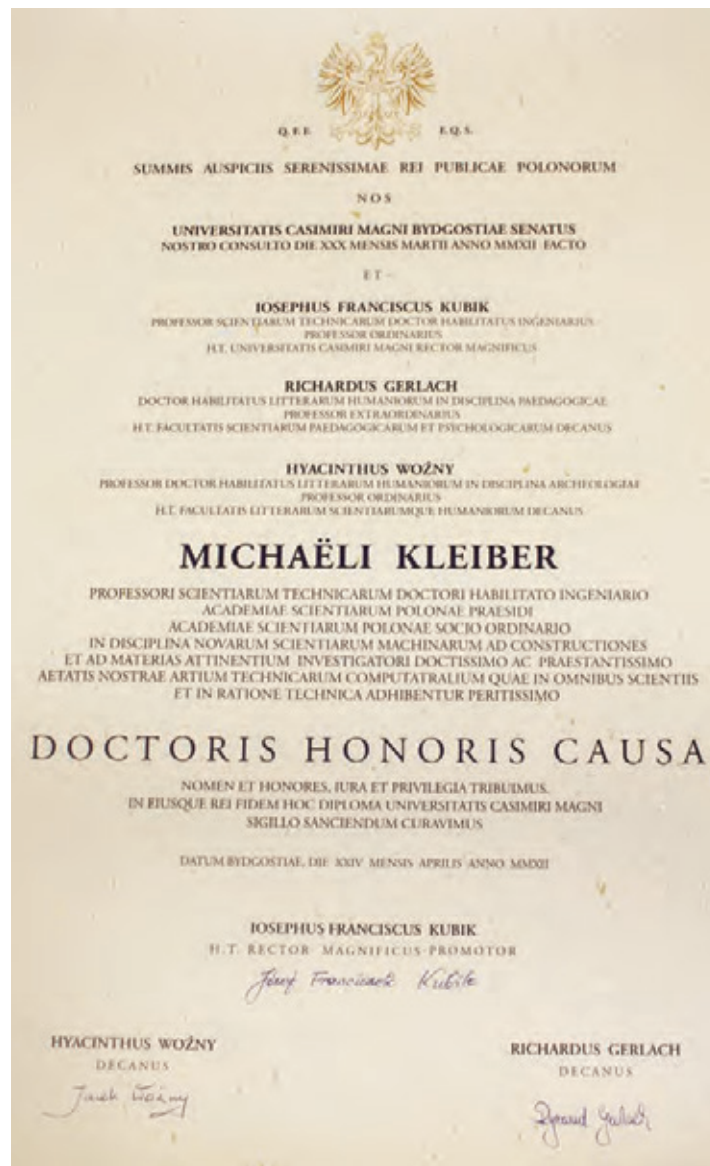 Q. F. F.
F. Q. S.
SUMMIS AUSPICIIS SERENISSIMAE REI PUBLICAE POLONORUM
NOS
UNIVERSITATIS CASIMIRI MAGNI BYDGOSTIAE SENATUS
NOSTRO CONSULTO DIE XXX MENSIS MARTII ANNO MMXII FACTO
ET
IOSEPHUS FRANCISCUS KUBIK
PROFESSOR SCIENTIARUM TECHNICARUM DOCTOR HABILITATUS INGENIARIUS
PROFESSOR ORDINARIUS
H.T. UNIVERSITATIS CASIMIRI MAGNI RECTOR MAGNIFICUS
RICHARDUS GERLACH
DOCTOR HABILITATUS LITTERARUM HUMANIORUM IN DISCIPLINA PAEDAGOGICAE
PROFESSOR EXTRAORDINARIUS
H.T. FACULTATIS SCIENTIARUM PAEDAGOGICARUM ET PSYCHOLOGICARUM DECANUS
HYACINTHUS WOŹNY
PROFESSOR DOCTOR HABILITATUS LITTERARUM HUMANIORUM IN DISCIPLINA ARCHEOLOGIAE
PROFESSOR ORDINARIUS
H.T. FACULTATIS LITTERARUM SCIENTIARUMQUE HUMANIORUM DECANUS
MICHAËLI KLEIBER
PROFESSORI SCIENTIARUM TECHNICARUM DOCTORI HABILITATO INGENIARIO
ACADEMIAE SCIENTIARUM POLONAE PRAESIDI
ACADEMIAE SCIENTIARUM POLONAE SOCIO ORDINARIO
IN DISCIPLINA NOVARUM SCIENTIARUM MACHINARUM AD CONSTRUCTIONES
ET AD MATERIAS ATTINENTIUM INVESTIGATORI DOCTISSIMO AC PRAESTANTISSIMO
AETATIS NOSTRAE ARTIUM TECHNICARUM COMPUTATRALIUM QUAE IN OMNIBUS SCIENTIIS
ET IN RATIONE TECHNICA ADHIBENTUR PERITISSIMO
DOCTORIS HONORIS CAUSA
NOMEN ET HONORES, IURA ET PRIVILEGIA TRIBUIMUS,
IN EIUSQUE REI FIDEM HOC DIPLOMA UNIVERSITATIS CASIMIRI MAGNI
SIGILLO SANCIENDUM CURAVIMUS
DATUM BYDGOSTIAE, DIE XXIV MENSIS APRILIS ANNO MMXII
IOSEPHUS FRANCISCUS KUBIK
H.T. RECTOR MAGNIFICUS-PROMOTOR
Józef Franciszek Kubik
HYACINTHUS WOŹNY
DECANUS
Jacek Woźny
RICHARDUS GERLACH
DECANUS
Ryszard Gerlach